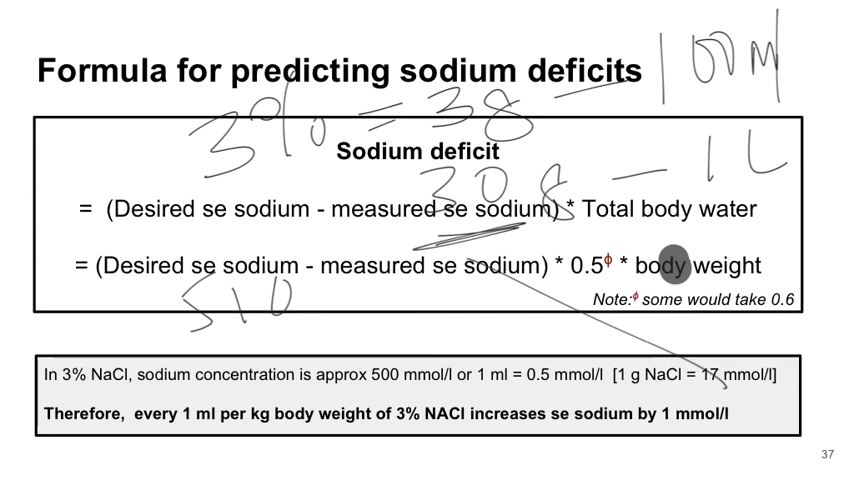 Formula for predicting sodium deficits
100 ml
3% = 38 —
Sodium deficit
308 — 1 L
= (Desired se sodium - measured se sodium) * Total body water
= (Desired se sodium - measured se sodium) * 0.5ϕ * body weight
Note:ϕ some would take 0.6
510
In 3% NaCl, sodium concentration is approx 500 mmol/l or 1 ml = 0.5 mmol/l [1 g NaCl = 17 mmol/l]
Therefore, every 1 ml per kg body weight of 3% NACl increases se sodium by 1 mmol/l
37